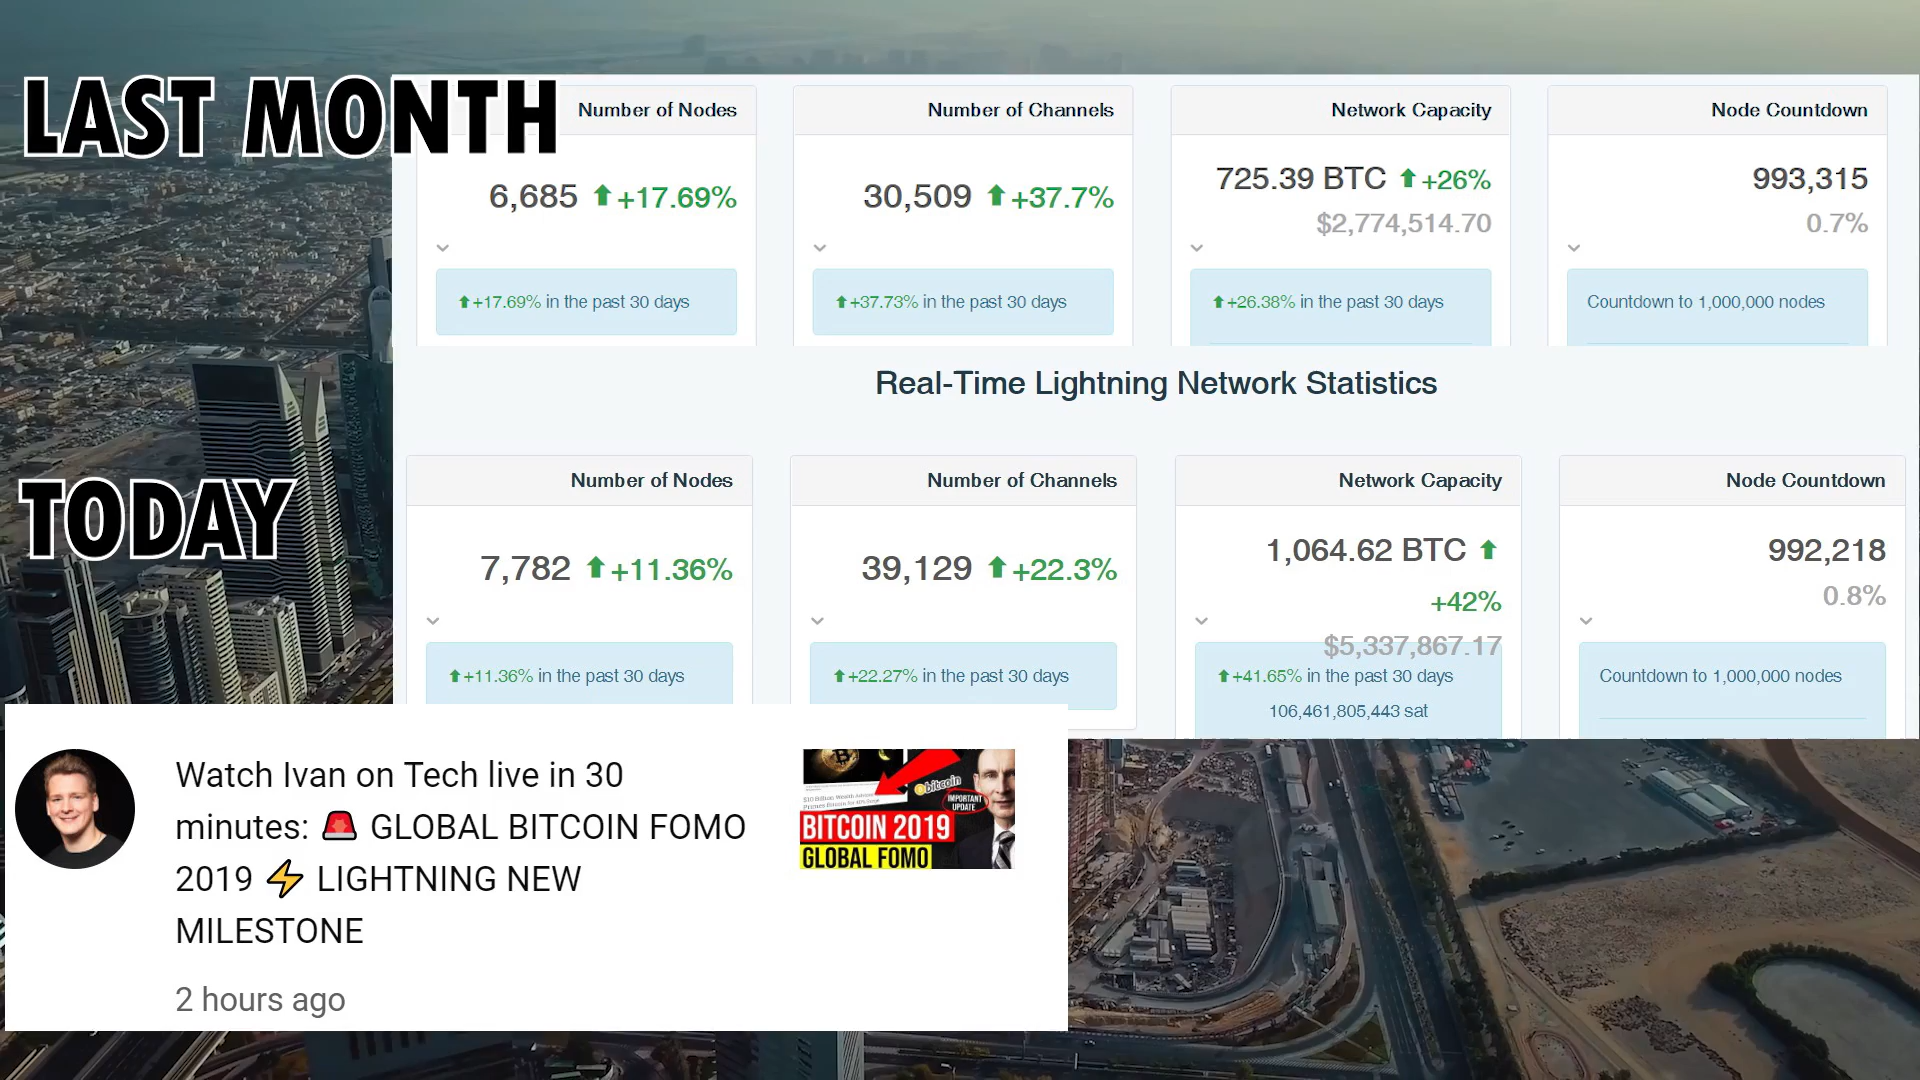 LAST MONTH
Number of Nodes
6,685 +17.69%
+17.69% in the past 30 days
Number of Channels
30,509 +37.7%
+37.73% in the past 30 days
Network Capacity
725.39 BTC +26%
$2,774,514.70
+26.38% in the past 30 days
Node Countdown
993,315
0.7%
Countdown to 1,000,000 nodes
Real-Time Lightning Network Statistics
TODAY
Number of Nodes
7,782 +11.36%
+11.36% in the past 30 days
Number of Channels
39,129 +22.3%
+22.27% in the past 30 days
Network Capacity
1,064.62 BTC
+42%
$5,337,867.17
+41.65% in the past 30 days
106,461,805,443 sat
Node Countdown
992,218
0.8%
Countdown to 1,000,000 nodes
Watch Ivan on Tech live in 30
minutes: 🚨 GLOBAL BITCOIN FOMO
2019 ⚡ LIGHTNING NEW
MILESTONE
2 hours ago
bitcoin
IMPORTANT
UPDATE
BITCOIN 2019
GLOBAL FOMO